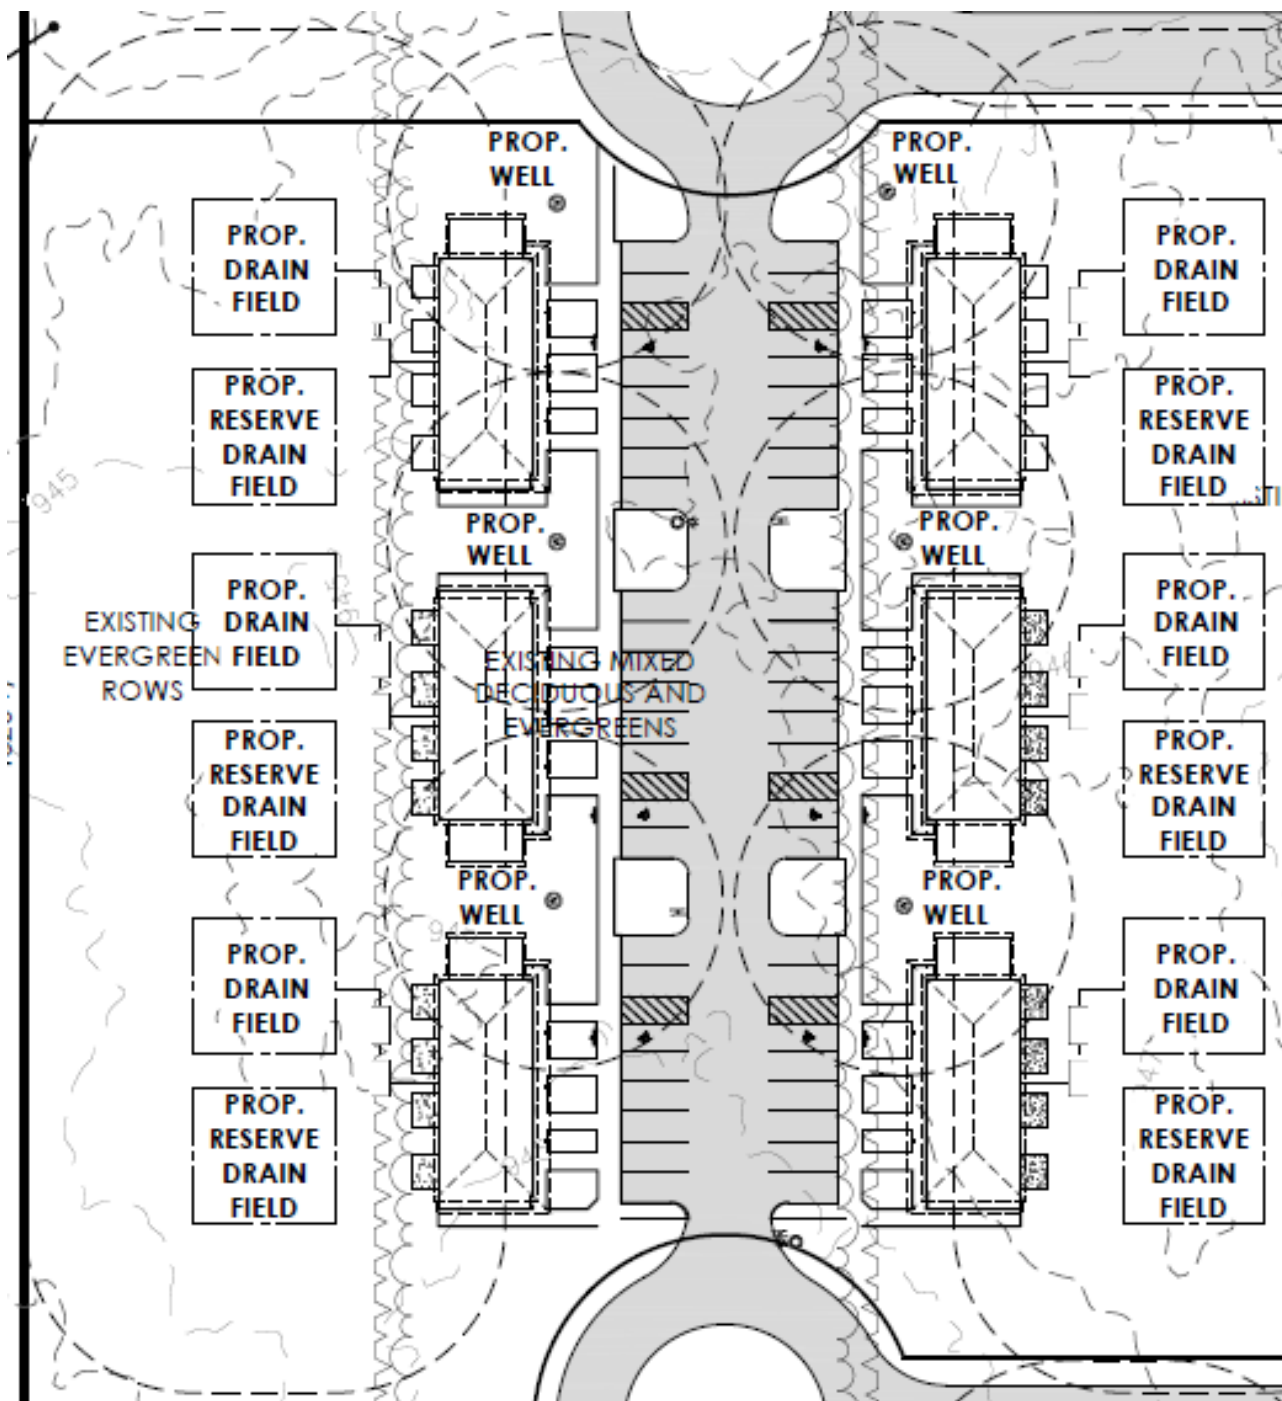 PROP.
WELL
PROP.
WELL
PROP.
DRAIN
FIELD
PROP.
DRAIN
FIELD
PROP.
RESERVE
DRAIN
FIELD
PROP.
RESERVE
DRAIN
FIELD
945
PROP.
WELL
PROP.
WELL
PROP.
DRAIN
FIELD
PROP.
DRAIN
FIELD
945
EXISTING
EVERGREEN
ROWS
EXISTING MIXED
DECIDUOUS AND
EVERGREENS
946
PROP.
RESERVE
DRAIN
FIELD
PROP.
RESERVE
DRAIN
FIELD
PROP.
WELL
PROP.
WELL
PROP.
DRAIN
FIELD
PROP.
DRAIN
FIELD
947
PROP.
RESERVE
DRAIN
FIELD
PROP.
RESERVE
DRAIN
FIELD